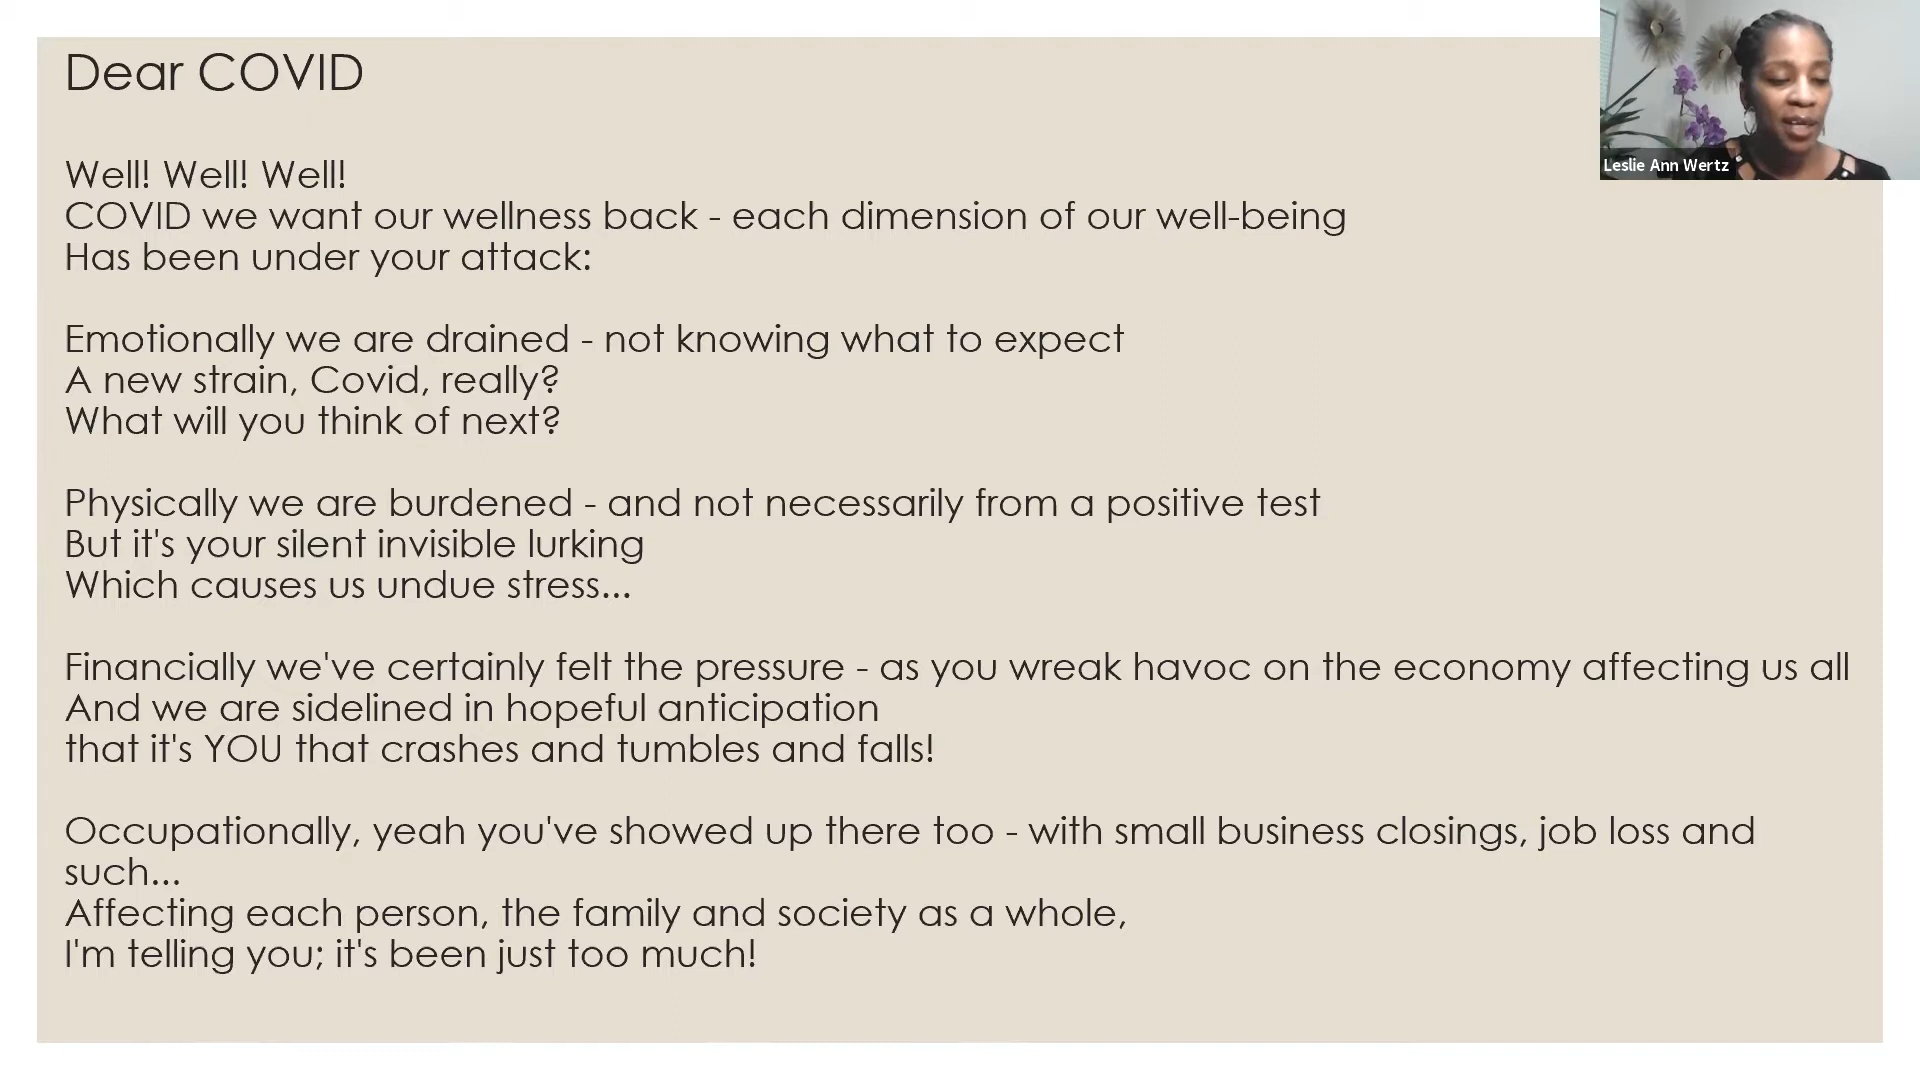 Dear COVID
Well! Well! Well!
COVID we want our wellness back - each dimension of our well-being
Has been under your attack:
Emotionally we are drained - not knowing what to expect
A new strain, Covid, really?
What will you think of next?
Physically we are burdened - and not necessarily from a positive test
But it's your silent invisible lurking
Which causes us undue stress...
Financially we've certainly felt the pressure - as you wreak havoc on the economy affecting us all
And we are sidelined in hopeful anticipation
that it's YOU that crashes and tumbles and falls!
Occupationally, yeah you've showed up there too - with small business closings, job loss and
such...
Affecting each person, the family and society as a whole,
I'm telling you; it's been just too much!
Leslie Ann Wertz